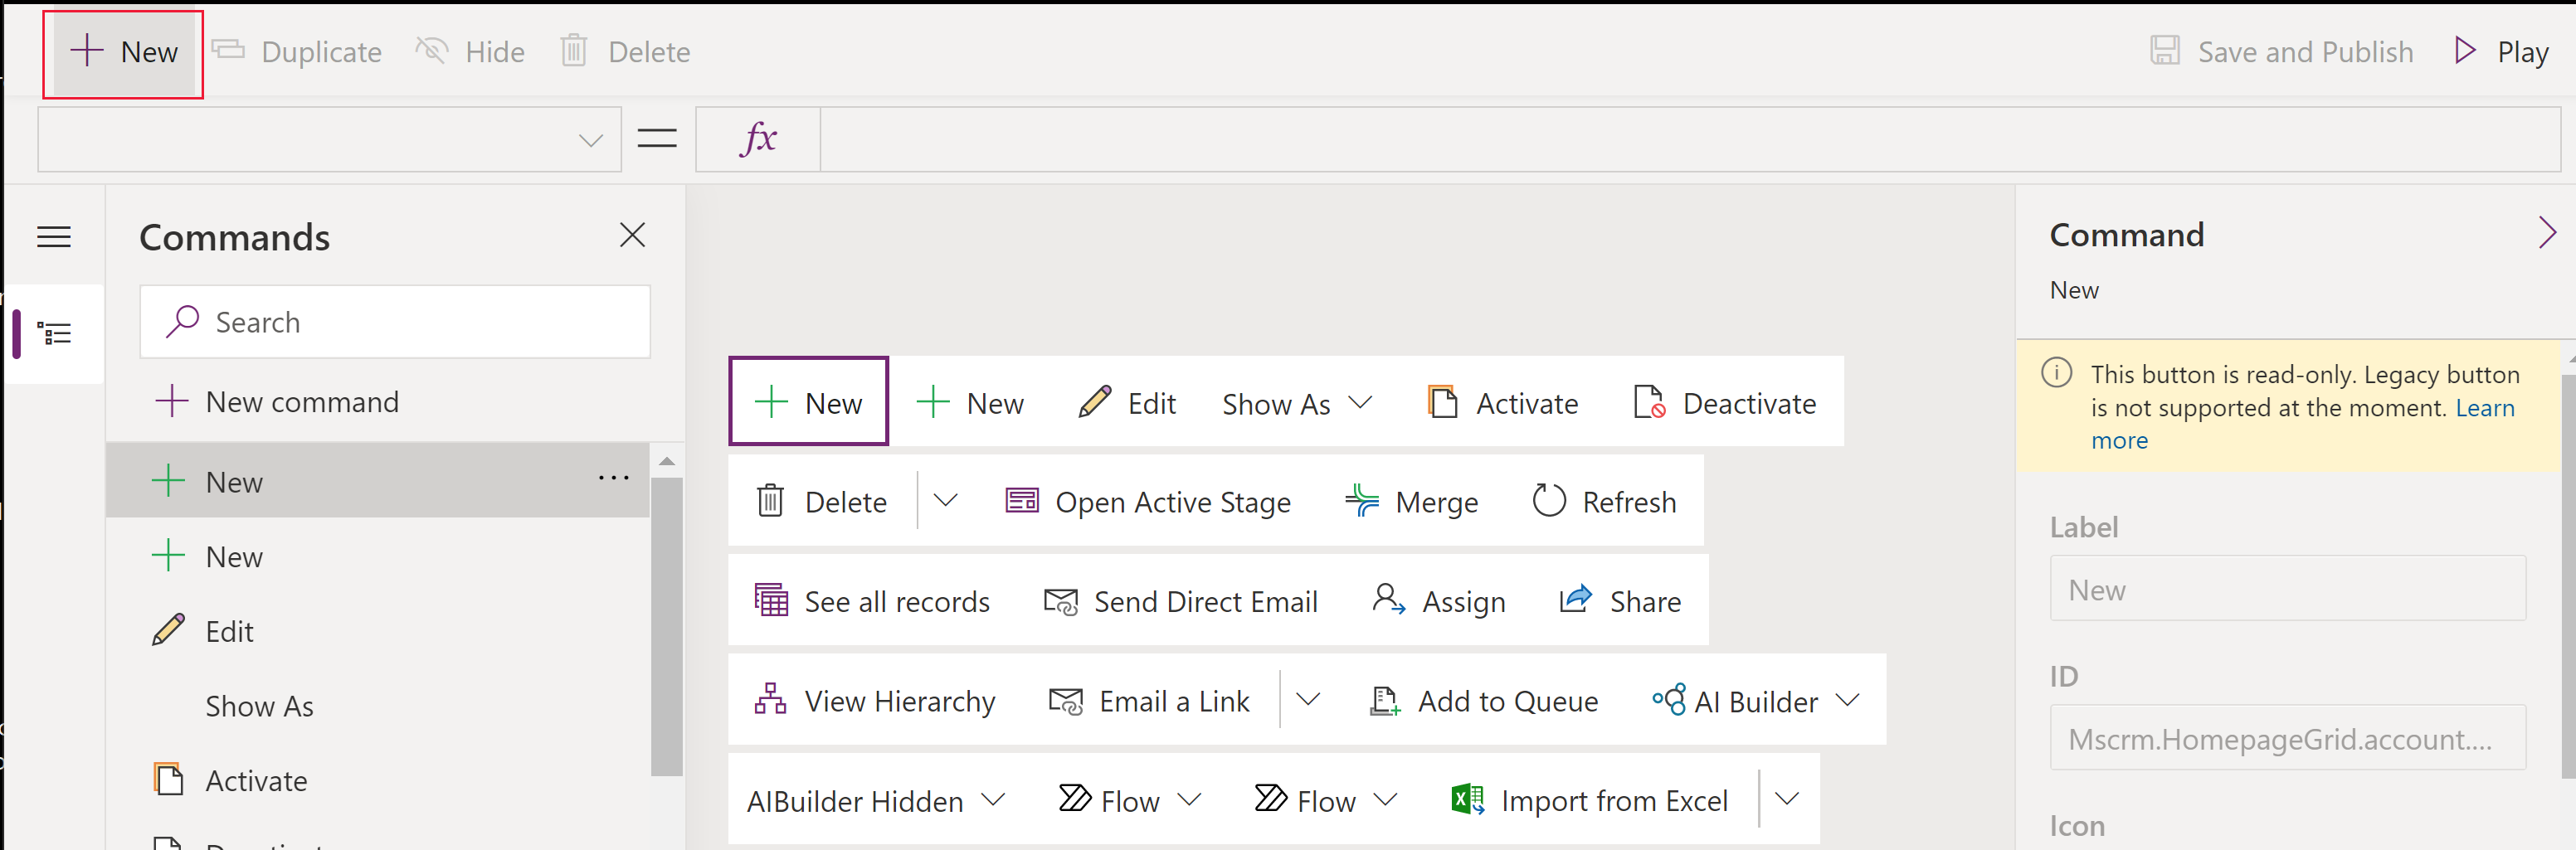 New Duplicate Hide Delete Save and Publish Play
fx
Commands
Search
New command
New ...
New
Edit
Show As
Activate
New New Edit Show As Activate Deactivate
Delete Open Active Stage Merge Refresh
See all records Send Direct Email Assign Share
View Hierarchy Email a Link Add to Queue AI Builder
AIBuilder Hidden Flow Flow Import from Excel
Command
New
This button is read-only. Legacy button
is not supported at the moment. Learn
more
Label
New
ID
Mscrm.HomepageGrid.account....
Icon